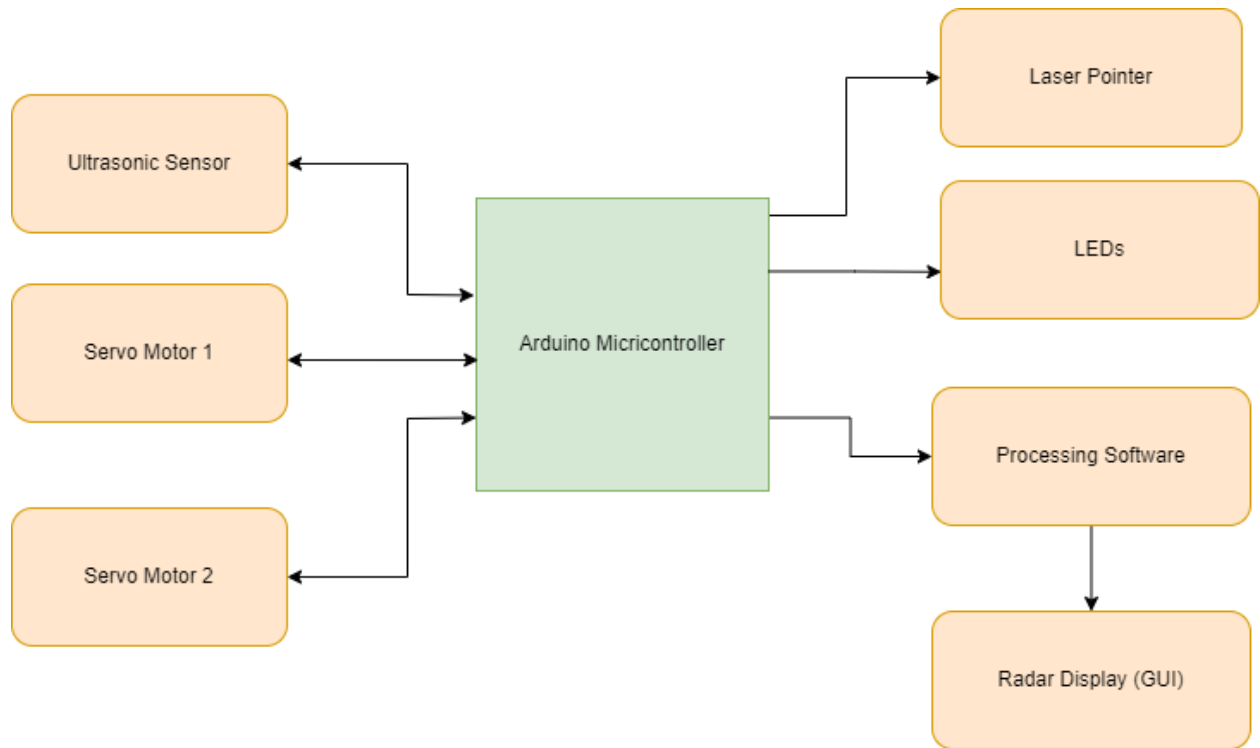 Laser Pointer
Ultrasonic Sensor
LEDs
Arduino Micricontroller
Servo Motor 1
Processing Software
Servo Motor 2
Radar Display (GUI)